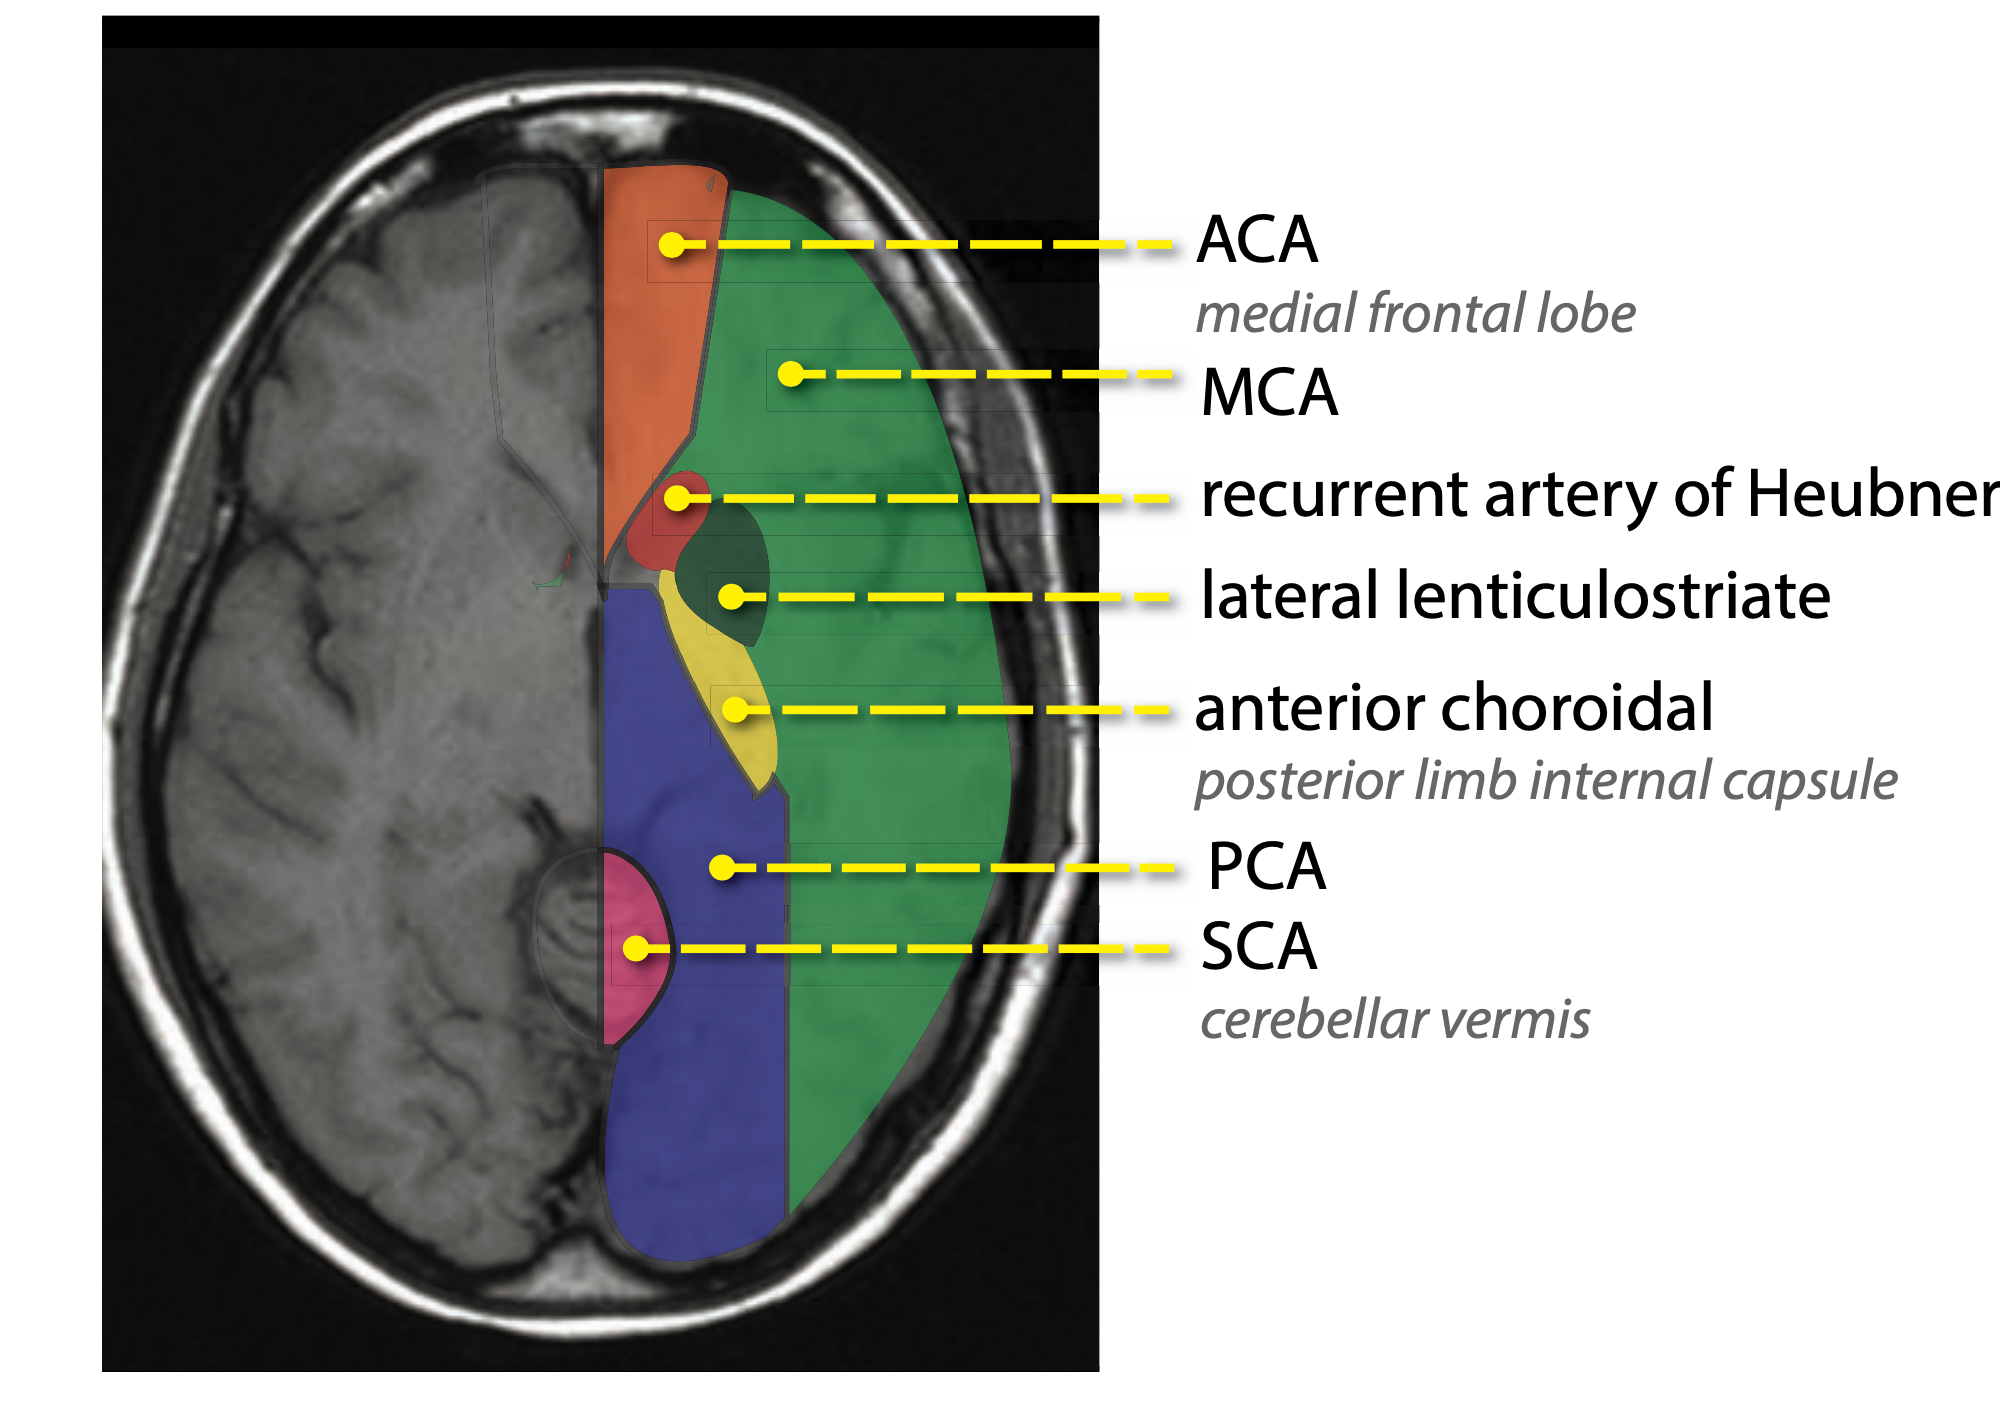 ACA
medial frontal lobe
MCA
recurrent artery of Heubner
lateral lenticulostriate
anterior choroidal
posterior limb internal capsule
PCA
SCA
cerebellar vermis